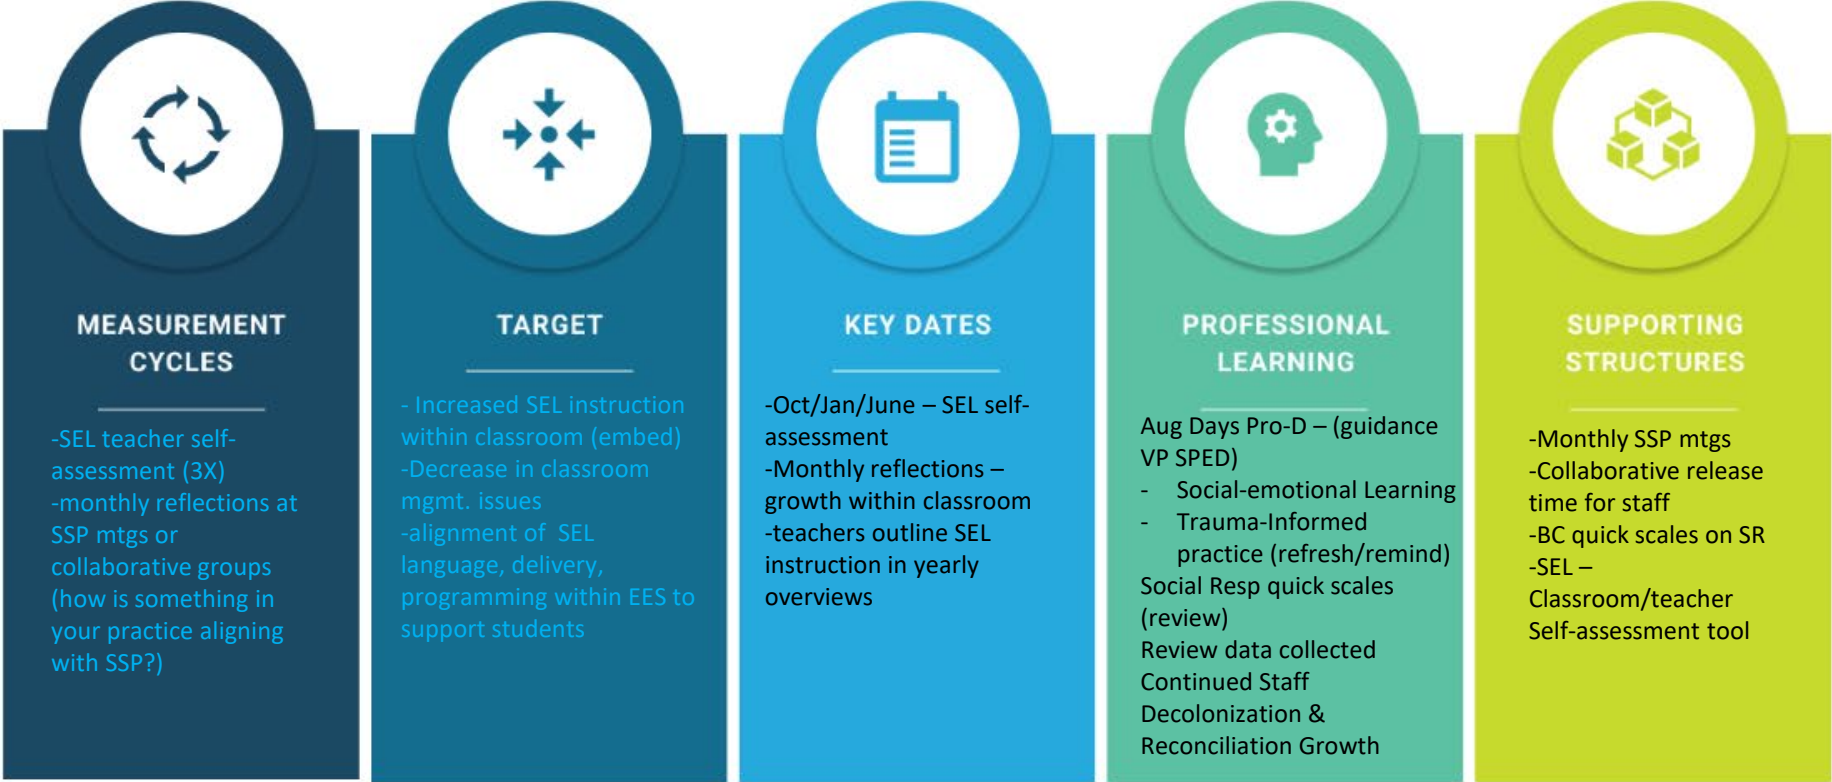 MEASUREMENT
CYCLES
-SEL teacher self-
assessment (3X)
-monthly reflections at
SSP mtgs or
collaborative groups
(how is something in
your practice aligning
with SSP?)
TARGET
- Increased SEL instruction
within classroom (embed)
-Decrease in classroom
mgmt. issues
-alignment of SEL
language, delivery,
programming within EES to
support students
KEY DATES
-Oct/Jan/June – SEL self-
assessment
-Monthly reflections –
growth within classroom
-teachers outline SEL
instruction in yearly
overviews
PROFESSIONAL
LEARNING
Aug Days Pro-D – (guidance
VP SPED)
- Social-emotional Learning
- Trauma-Informed
practice (refresh/remind)
Social Resp quick scales
(review)
Review data collected
Continued Staff
Decolonization &
Reconciliation Growth
SUPPORTING
STRUCTURES
-Monthly SSP mtgs
-Collaborative release
time for staff
-BC quick scales on SR
-SEL –
Classroom/teacher
Self-assessment tool